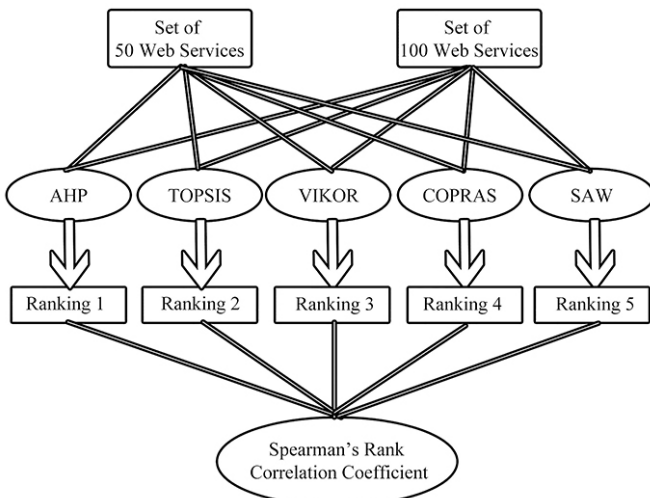 Set of
50 Web Services
Set of
100 Web Services
AHP
TOPSIS
VIKOR
COPRAS
SAW
Ranking 1
Ranking 2
Ranking 3
Ranking 4
Ranking 5
Spearman's Rank
Correlation Coefficient